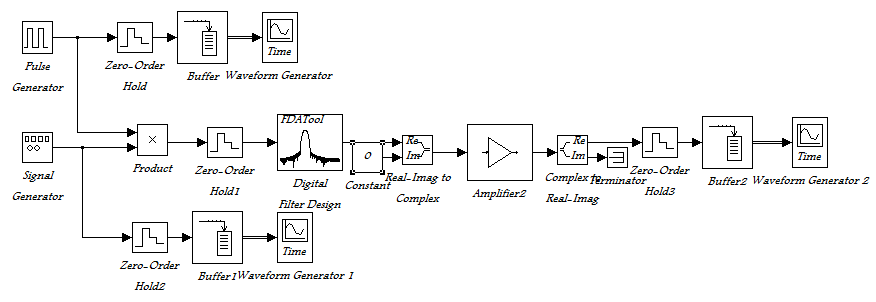 Pulse
Generator
Zero-Order
Hold
Buffer
Time
Waveform Generator
Signal
Generator
×
Product
Zero-Order
Hold1
FDATool
Digital
Filter Design
0
Constant
Re
Im
Real-Imag to
Complex
Amplifier2
Re
Im
Complex to
Real-Imag
Terminator
Zero-Order
Hold3
Buffer2
Time
Waveform Generator 2
Zero-Order
Hold2
Buffer1
Time
Waveform Generator 1